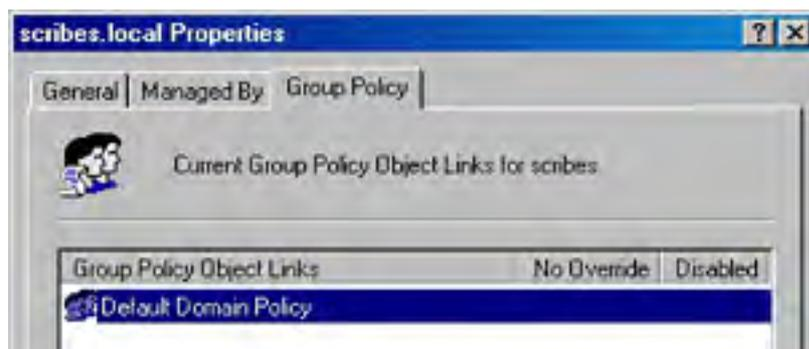 scribes.local Properties
General Managed By Group Policy
Current Group Policy Object Links for scribes
Group Policy Object Links No Override Disabled
Default Domain Policy